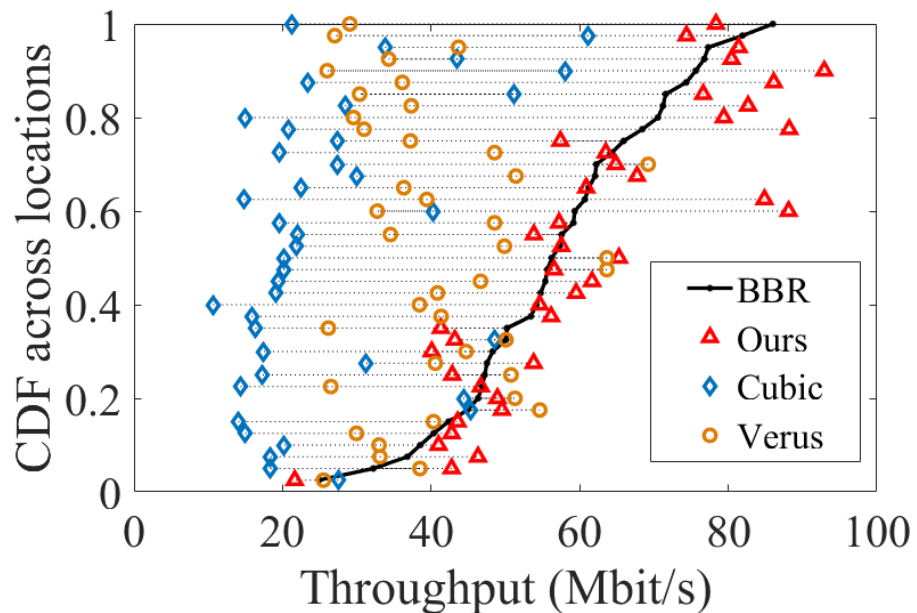 CDF across locations
1
0.8
0.6
0.4
0.2
0
0
20
40
60
80
100
Throughput (Mbit/s)
BBR
Ours
Cubic
Verus